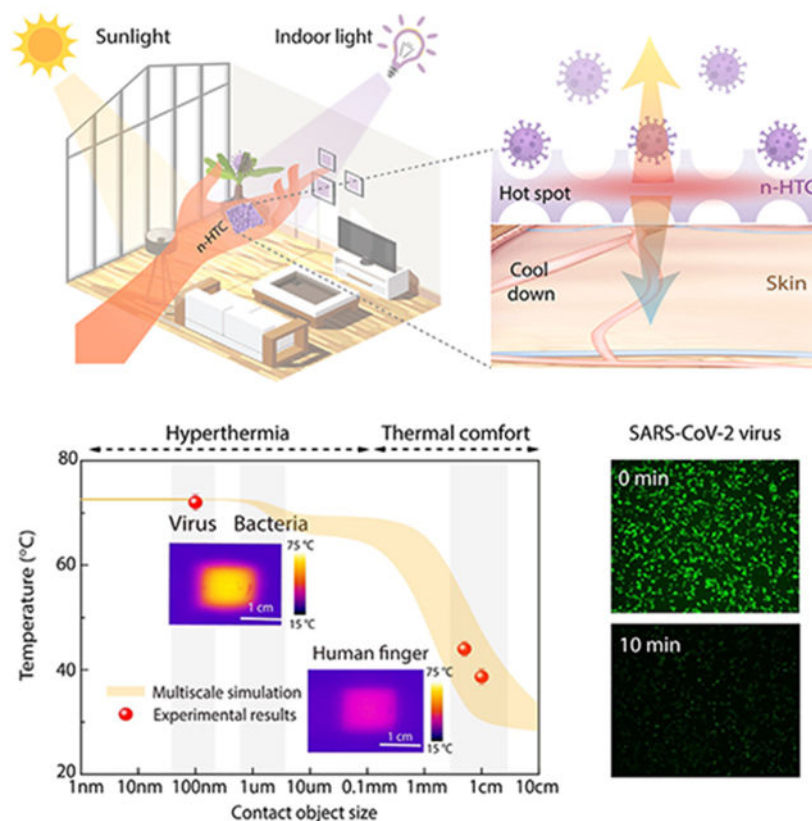 Sunlight
Indoor light
n-HTC
Hot spot
n-HTC
Cool
down
Skin
Hyperthermia
Thermal comfort
SARS-CoV-2 virus
80
60
40
20
Temperature (°C)
Virus
Bacteria
75 °C
15 °C
1 cm
Human finger
75 °C
15 °C
1 cm
Multiscale simulation
Experimental results
1nm
10nm
100nm
1um
10um
0.1mm
1mm
1cm
10cm
Contact object size
0 min
10 min